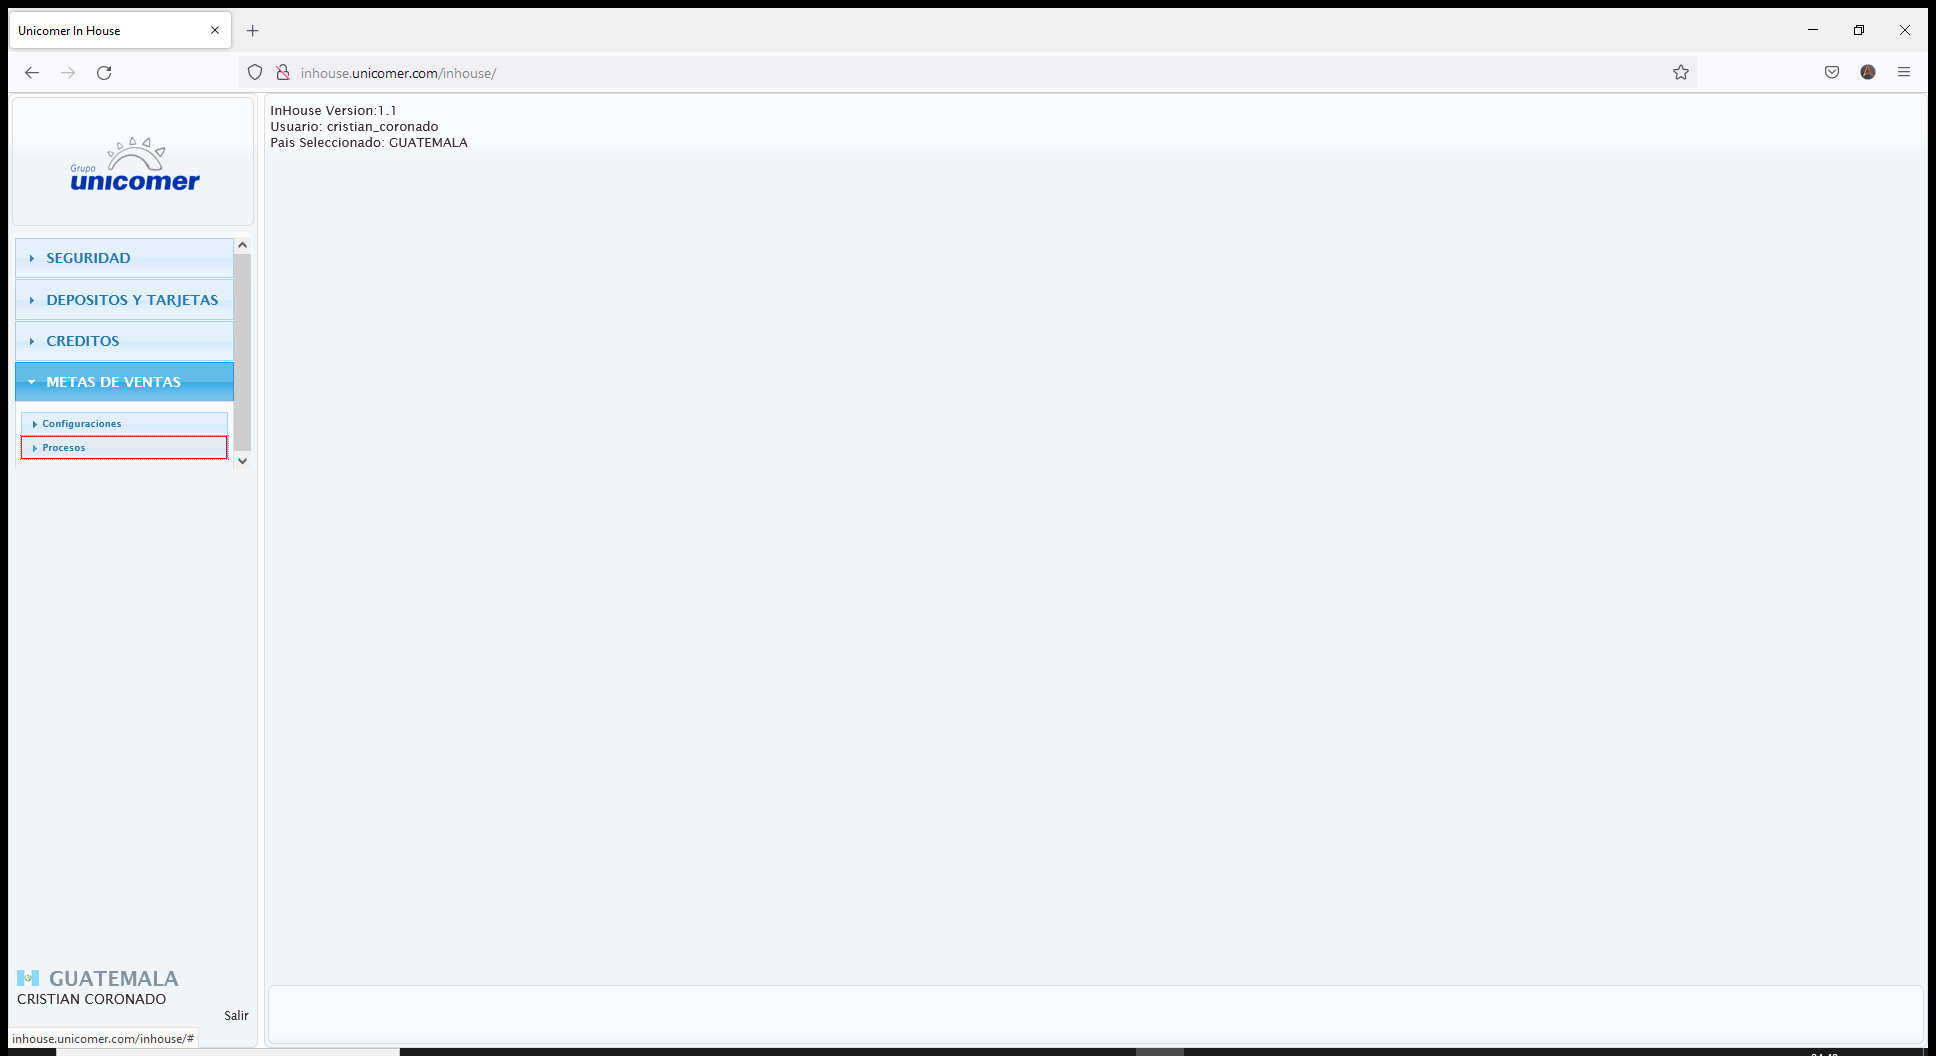 Unicomer In House
inhouse.unicomer.com/inhouse/
InHouse Version:1.1
Usuario: cristian_coronado
Pais Seleccionado: GUATEMALA
Grupo
unicomer
SEGURIDAD
DEPOSITOS Y TARJETAS
CREDITOS
METAS DE VENTAS
Configuraciones
Procesos
GUATEMALA
CRISTIAN CORONADO
Salir
inhouse.unicomer.com/inhouse/#